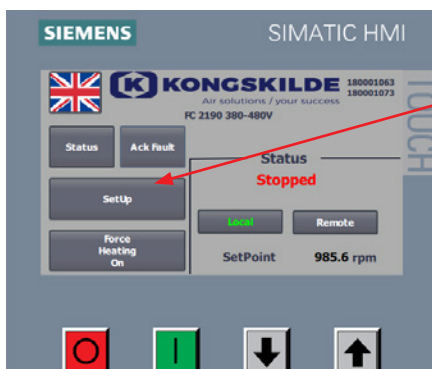 SIEMENS
SIMATIC HMI
TOUCH
K KONGSKILDE
180001063
180001073
Air solutions / your success
FC 2190 380-480V
Status
Ack Fault
SetUp
Force
Heating
On
Status
Stopped
Local
Remote
SetPoint 985.6 rpm